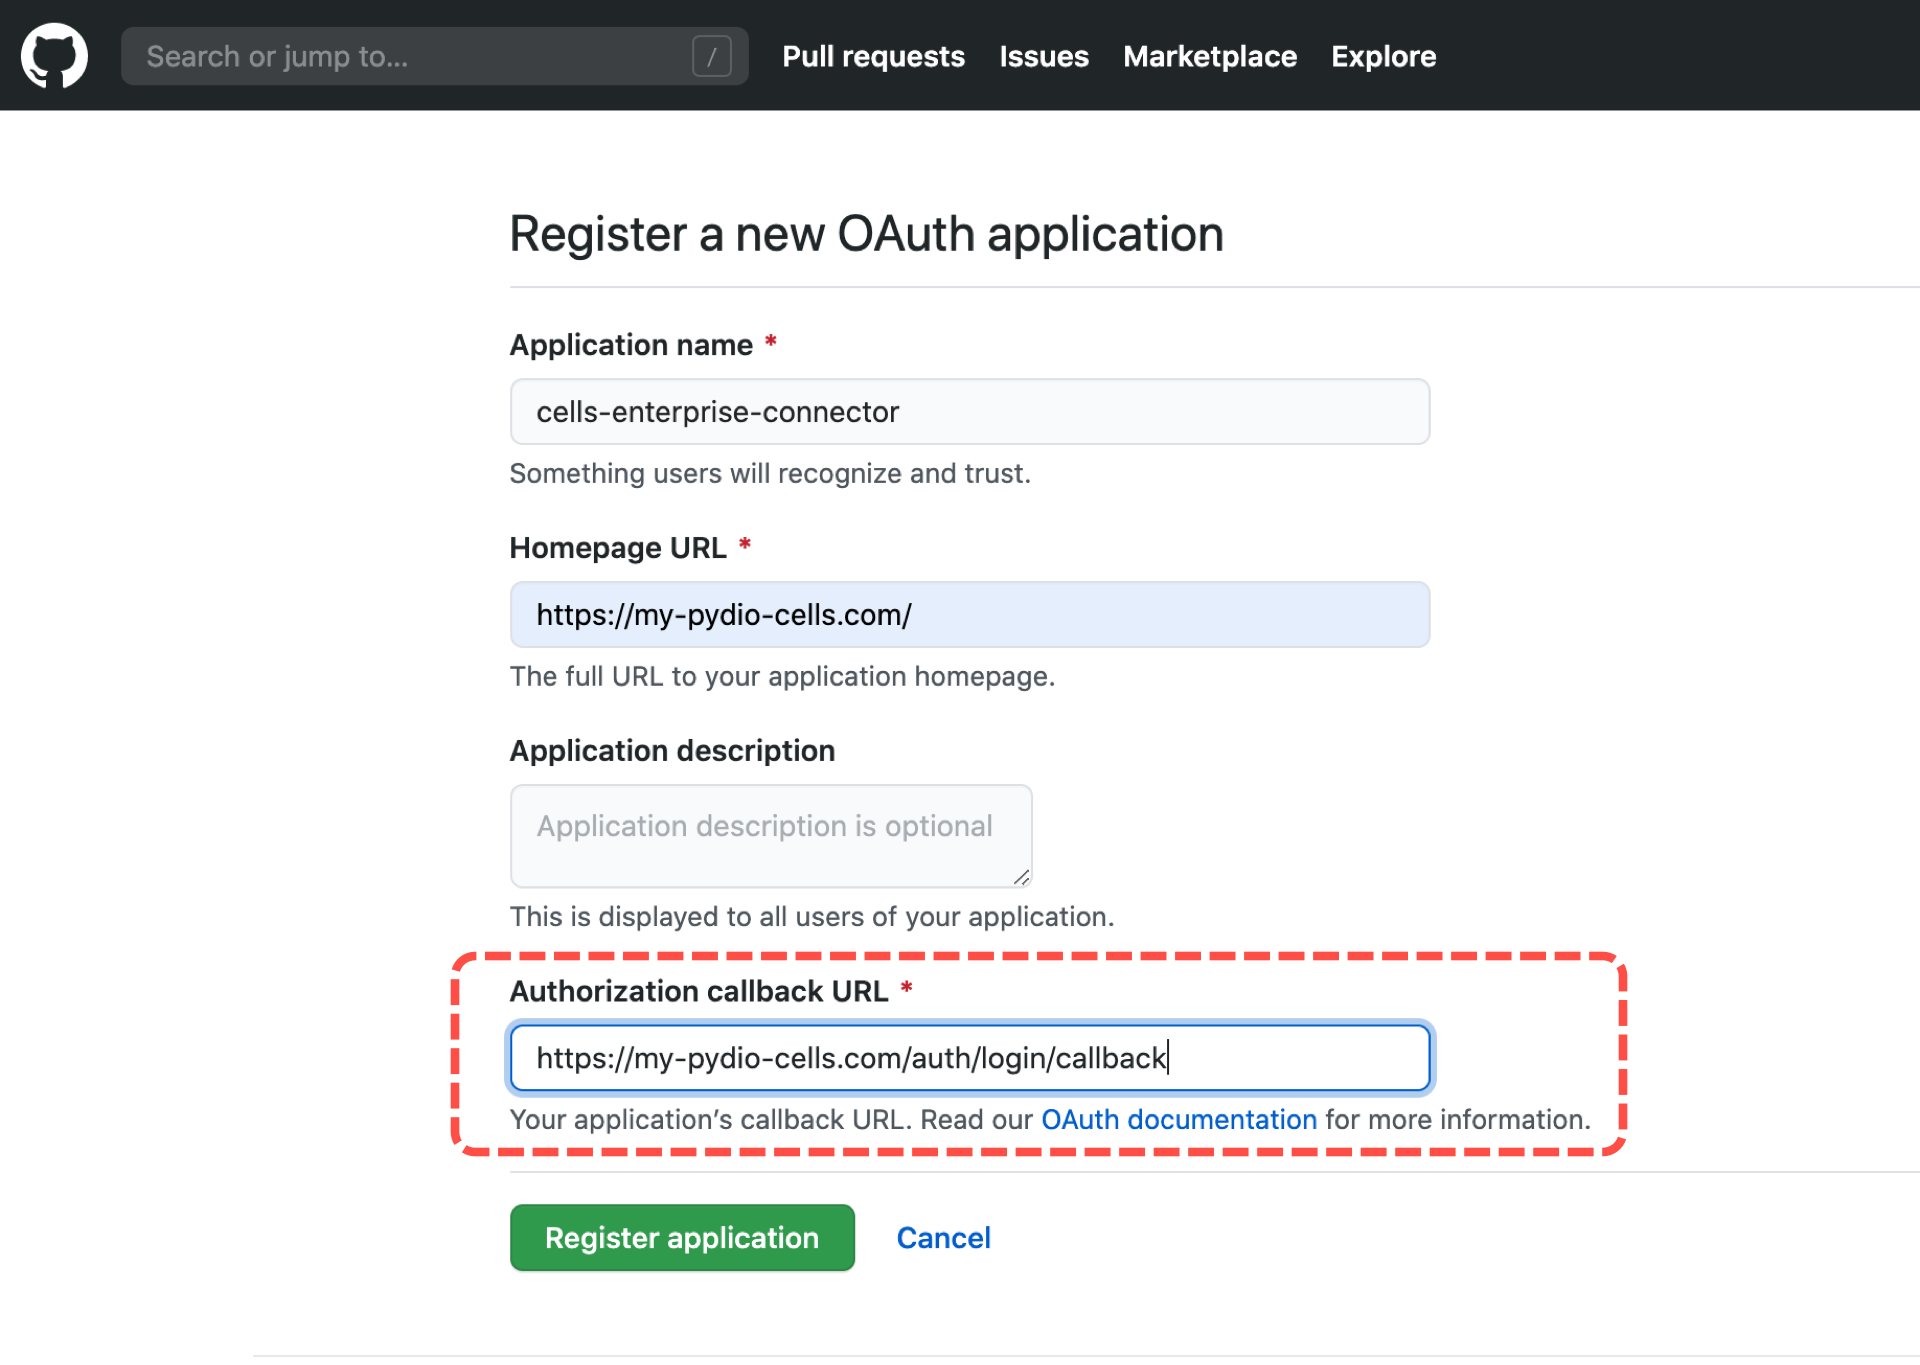 Search or jump to...
/
Pull requests
Issues
Marketplace
Explore
Register a new OAuth application
Application name *
cells-enterprise-connector
Something users will recognize and trust.
Homepage URL *
https://my-pydio-cells.com/
The full URL to your application homepage.
Application description
Application description is optional
This is displayed to all users of your application.
Authorization callback URL *
https://my-pydio-cells.com/auth/login/callback
Your application’s callback URL. Read our OAuth documentation for more information.
Register application
Cancel